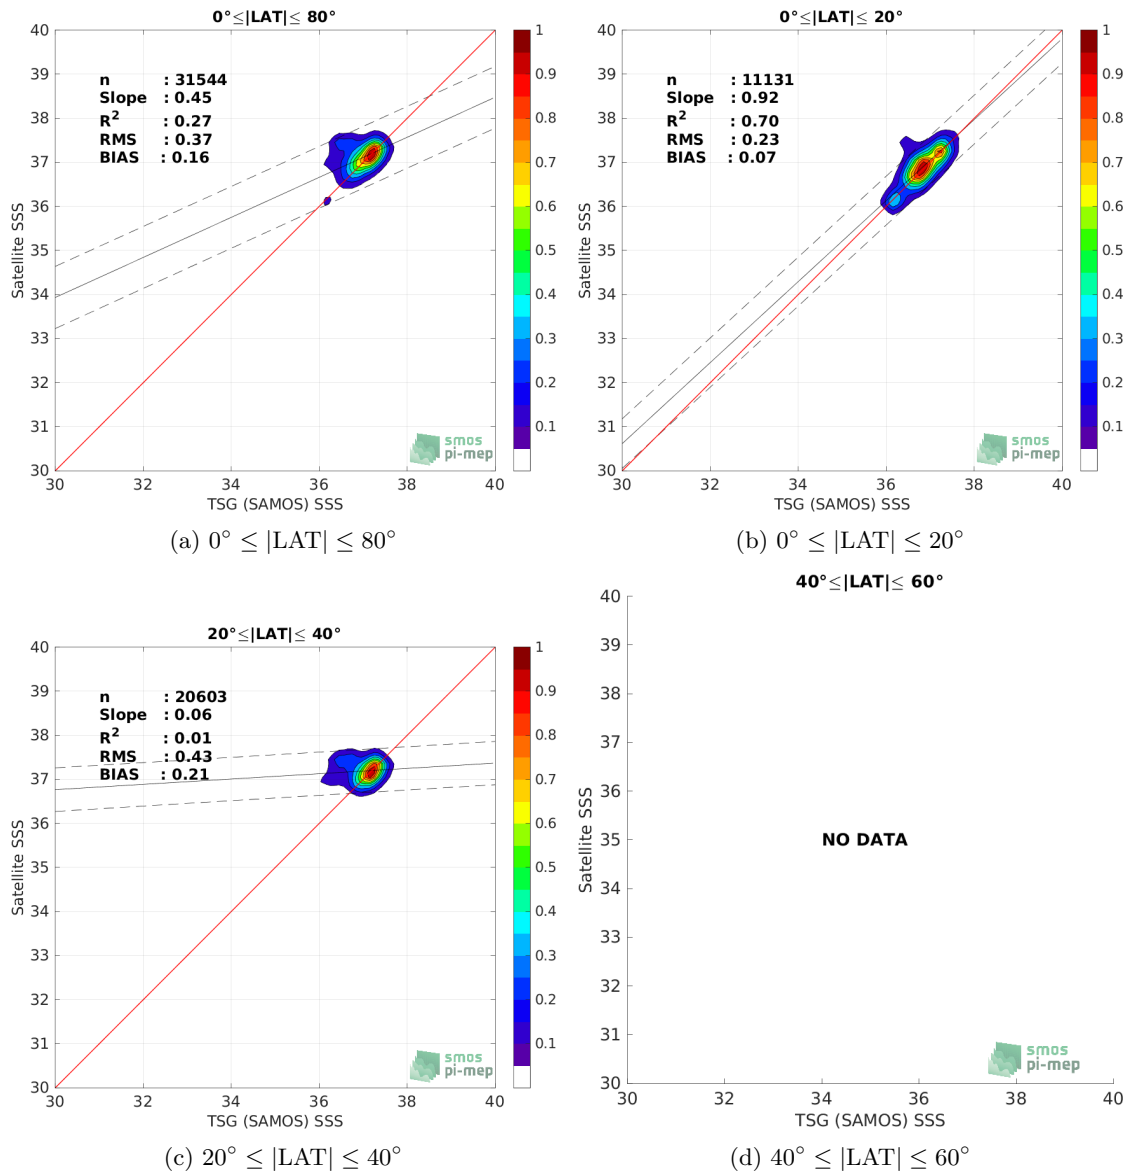 0°≤|LAT|≤ 80°
40
39
38
37
36
35
34
33
32
31
30
30
32
34
36
38
40
Satellite SSS
TSG (SAMOS) SSS
n : 31544
Slope : 0.45
R² : 0.27
RMS : 0.37
BIAS : 0.16
1
0.9
0.8
0.7
0.6
0.5
0.4
0.3
0.2
0.1
smos
pi-mep
(a) 0° ≤ |LAT| ≤ 80°
0°≤|LAT|≤ 20°
40
39
38
37
36
35
34
33
32
31
30
30
32
34
36
38
40
Satellite SSS
TSG (SAMOS) SSS
n : 11131
Slope : 0.92
R² : 0.70
RMS : 0.23
BIAS : 0.07
1
0.9
0.8
0.7
0.6
0.5
0.4
0.3
0.2
0.1
smos
pi-mep
(b) 0° ≤ |LAT| ≤ 20°
20°≤|LAT|≤ 40°
40
39
38
37
36
35
34
33
32
31
30
30
32
34
36
38
40
Satellite SSS
TSG (SAMOS) SSS
n : 20603
Slope : 0.06
R² : 0.01
RMS : 0.43
BIAS : 0.21
1
0.9
0.8
0.7
0.6
0.5
0.4
0.3
0.2
0.1
smos
pi-mep
(c) 20° ≤ |LAT| ≤ 40°
40°≤|LAT|≤ 60°
40
39
38
37
36
35
34
33
32
31
30
30
32
34
36
38
40
Satellite SSS
TSG (SAMOS) SSS
NO DATA
smos
pi-mep
(d) 40° ≤ |LAT| ≤ 60°